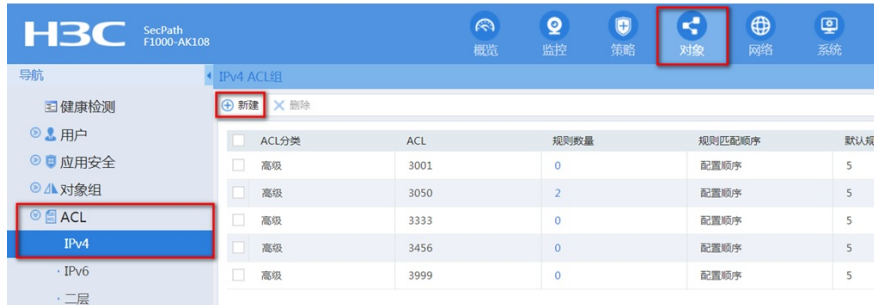 H3C SecPath
F1000-AK108
概览 监控 策略 对象 网络 系统
导航 IPv4 ACL组
健康检测
新建 删除
用户
应用安全
对象组
ACL
IPv4
· IPv6
· 二层
ACL分类 ACL 规则数量 规则匹配顺序 默认规
高级 3001 0 配置顺序 5
高级 3050 2 配置顺序 5
高级 3333 0 配置顺序 5
高级 3456 0 配置顺序 5
高级 3999 0 配置顺序 5